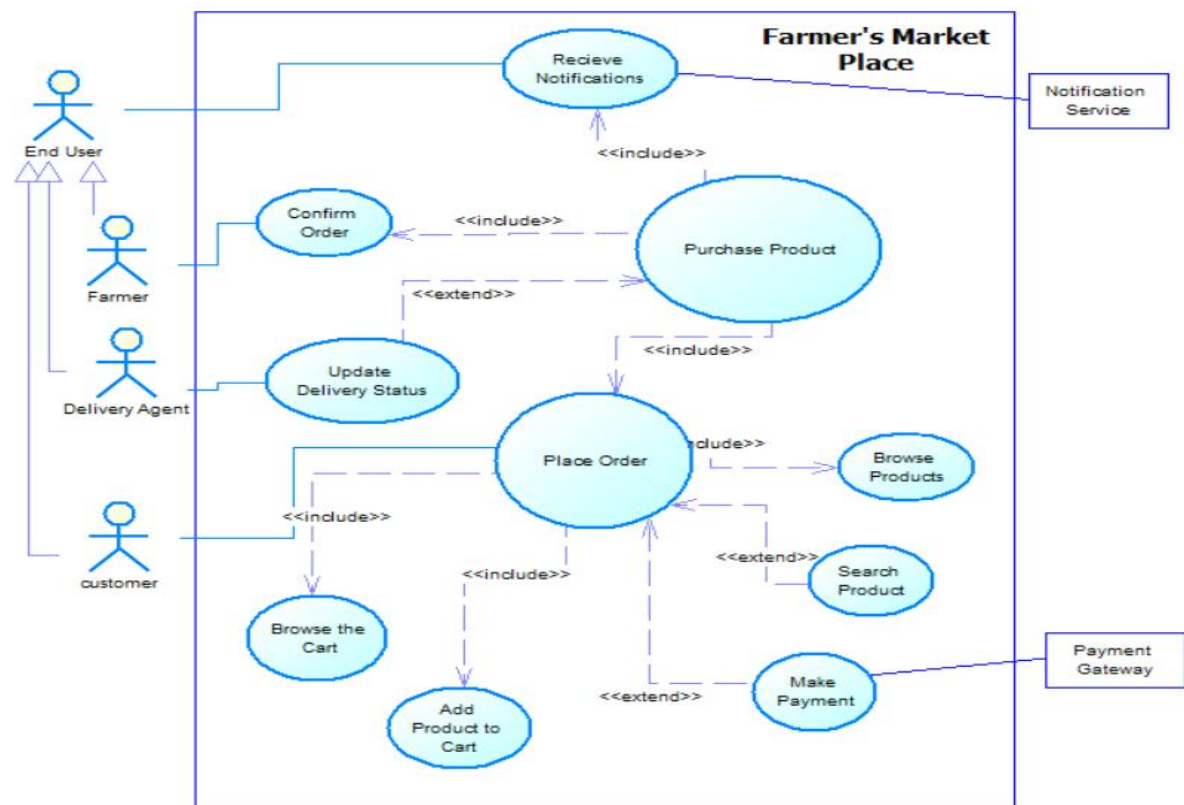 Farmer's Market
Place
Recieve
Notifications
Notification
Service
End User
<<include>>
Confirm
Order
<<include>>
Purchase Product
Farmer
<<extend>>
<<include>>
Update
Delivery Status
Delivery Agent
Place Order
clude>>
Browse
Products
<<include>>
<<extend>>
customer
<<include>>
Search
Product
Browse the
Cart
Payment
Gateway
Make
Payment
<<extend>>
Add
Product to
Cart